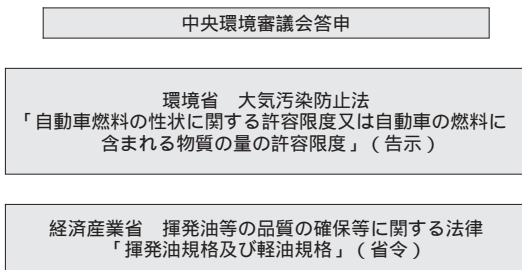 中央環境審議会答申
環境省　大気汚染防止法
「自動車燃料の性状に関する許容限度又は自動車の燃料に
含まれる物質の量の許容限度」(告示)
経済産業省　揮発油等の品質の確保等に関する法律
「揮発油規格及び軽油規格」(省令)